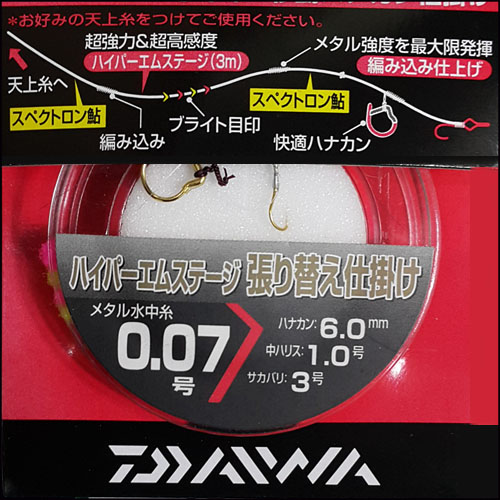 *お好みの天上糸をつけてご使用ください。
超強力&超高感度
ハイパーエムステージ(3m)
メタル強度を最大限発揮
編み込み仕上げ
天上糸へ
スペクトロン鮎
スペクトロン鮎
編み込み
ブライト目印
快適ハナカン
ハイパーエムステージ 張り替え仕掛け
メタル水中糸
0.07号
ハナカン:6.0mm
中ハリス:1.0号
サカバリ:3号
DAIWA